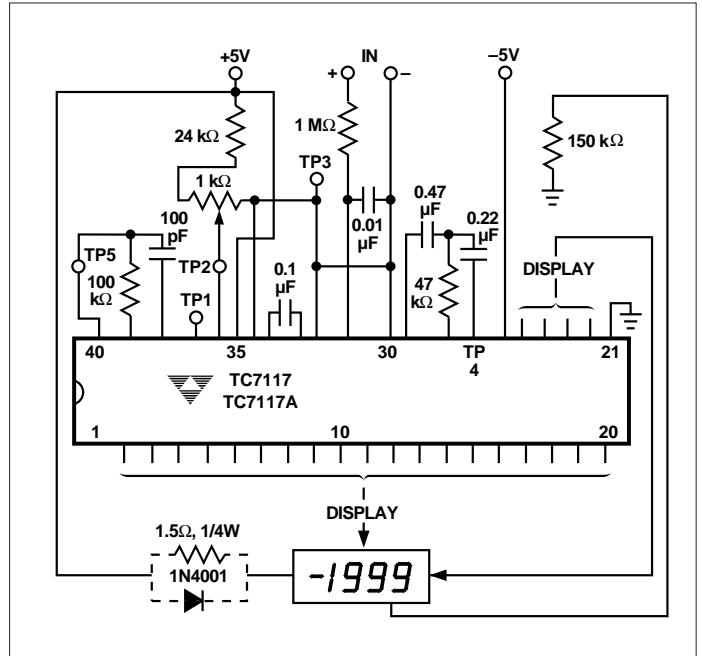 +5V
IN
–5V
+
–
24 kΩ
1 MΩ
150 kΩ
TP3
1 kΩ
0.47
µF
0.22
µF
0.01
µF
100
pF
TP5
TP2
0.1
µF
DISPLAY
100
kΩ
TP1
47
kΩ
40
35
30
TP
4
21
TC7117
TC7117A
1
10
20
DISPLAY
1.5Ω, 1/4W
1N4001
-1999